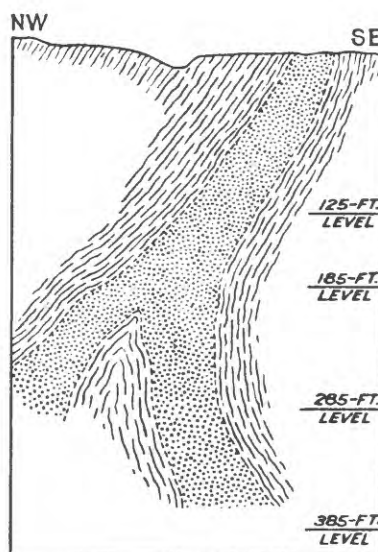 NW
SE
125-FT.
LEVEL
185-FT.
LEVEL
285-FT.
LEVEL
385-FT.
LEVEL